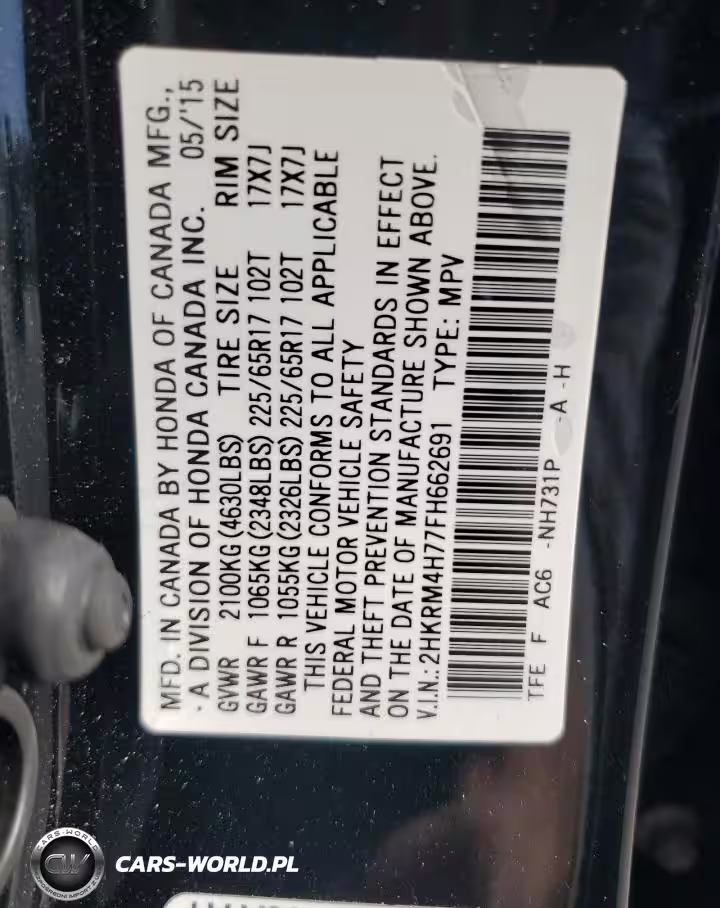 MFD. IN CANADA BY HONDA OF CANADA MFG.,
- A DIVISION OF HONDA CANADA INC. 05/'15
GVWR 2100KG(4630LBS) TIRE SIZE RIM SIZE
GAWR F 1065KG(2348LBS) 225/65R17 102T 17X7J
GAWR R 1055KG(2326LBS) 225/65R17 102T 17X7J
THIS VEHICLE CONFORMS TO ALL APPLICABLE
FEDERAL MOTOR VEHICLE SAFETY
AND THEFT PREVENTION STANDARDS IN EFFECT
ON THE DATE OF MANUFACTURE SHOWN ABOVE.
V.I.N.:2HKRM4H77FH662691 TYPE: MPV
TFE F AC6 -NH731P -A -H
CARS-WORLD
CW
CARS-WORLD.PL